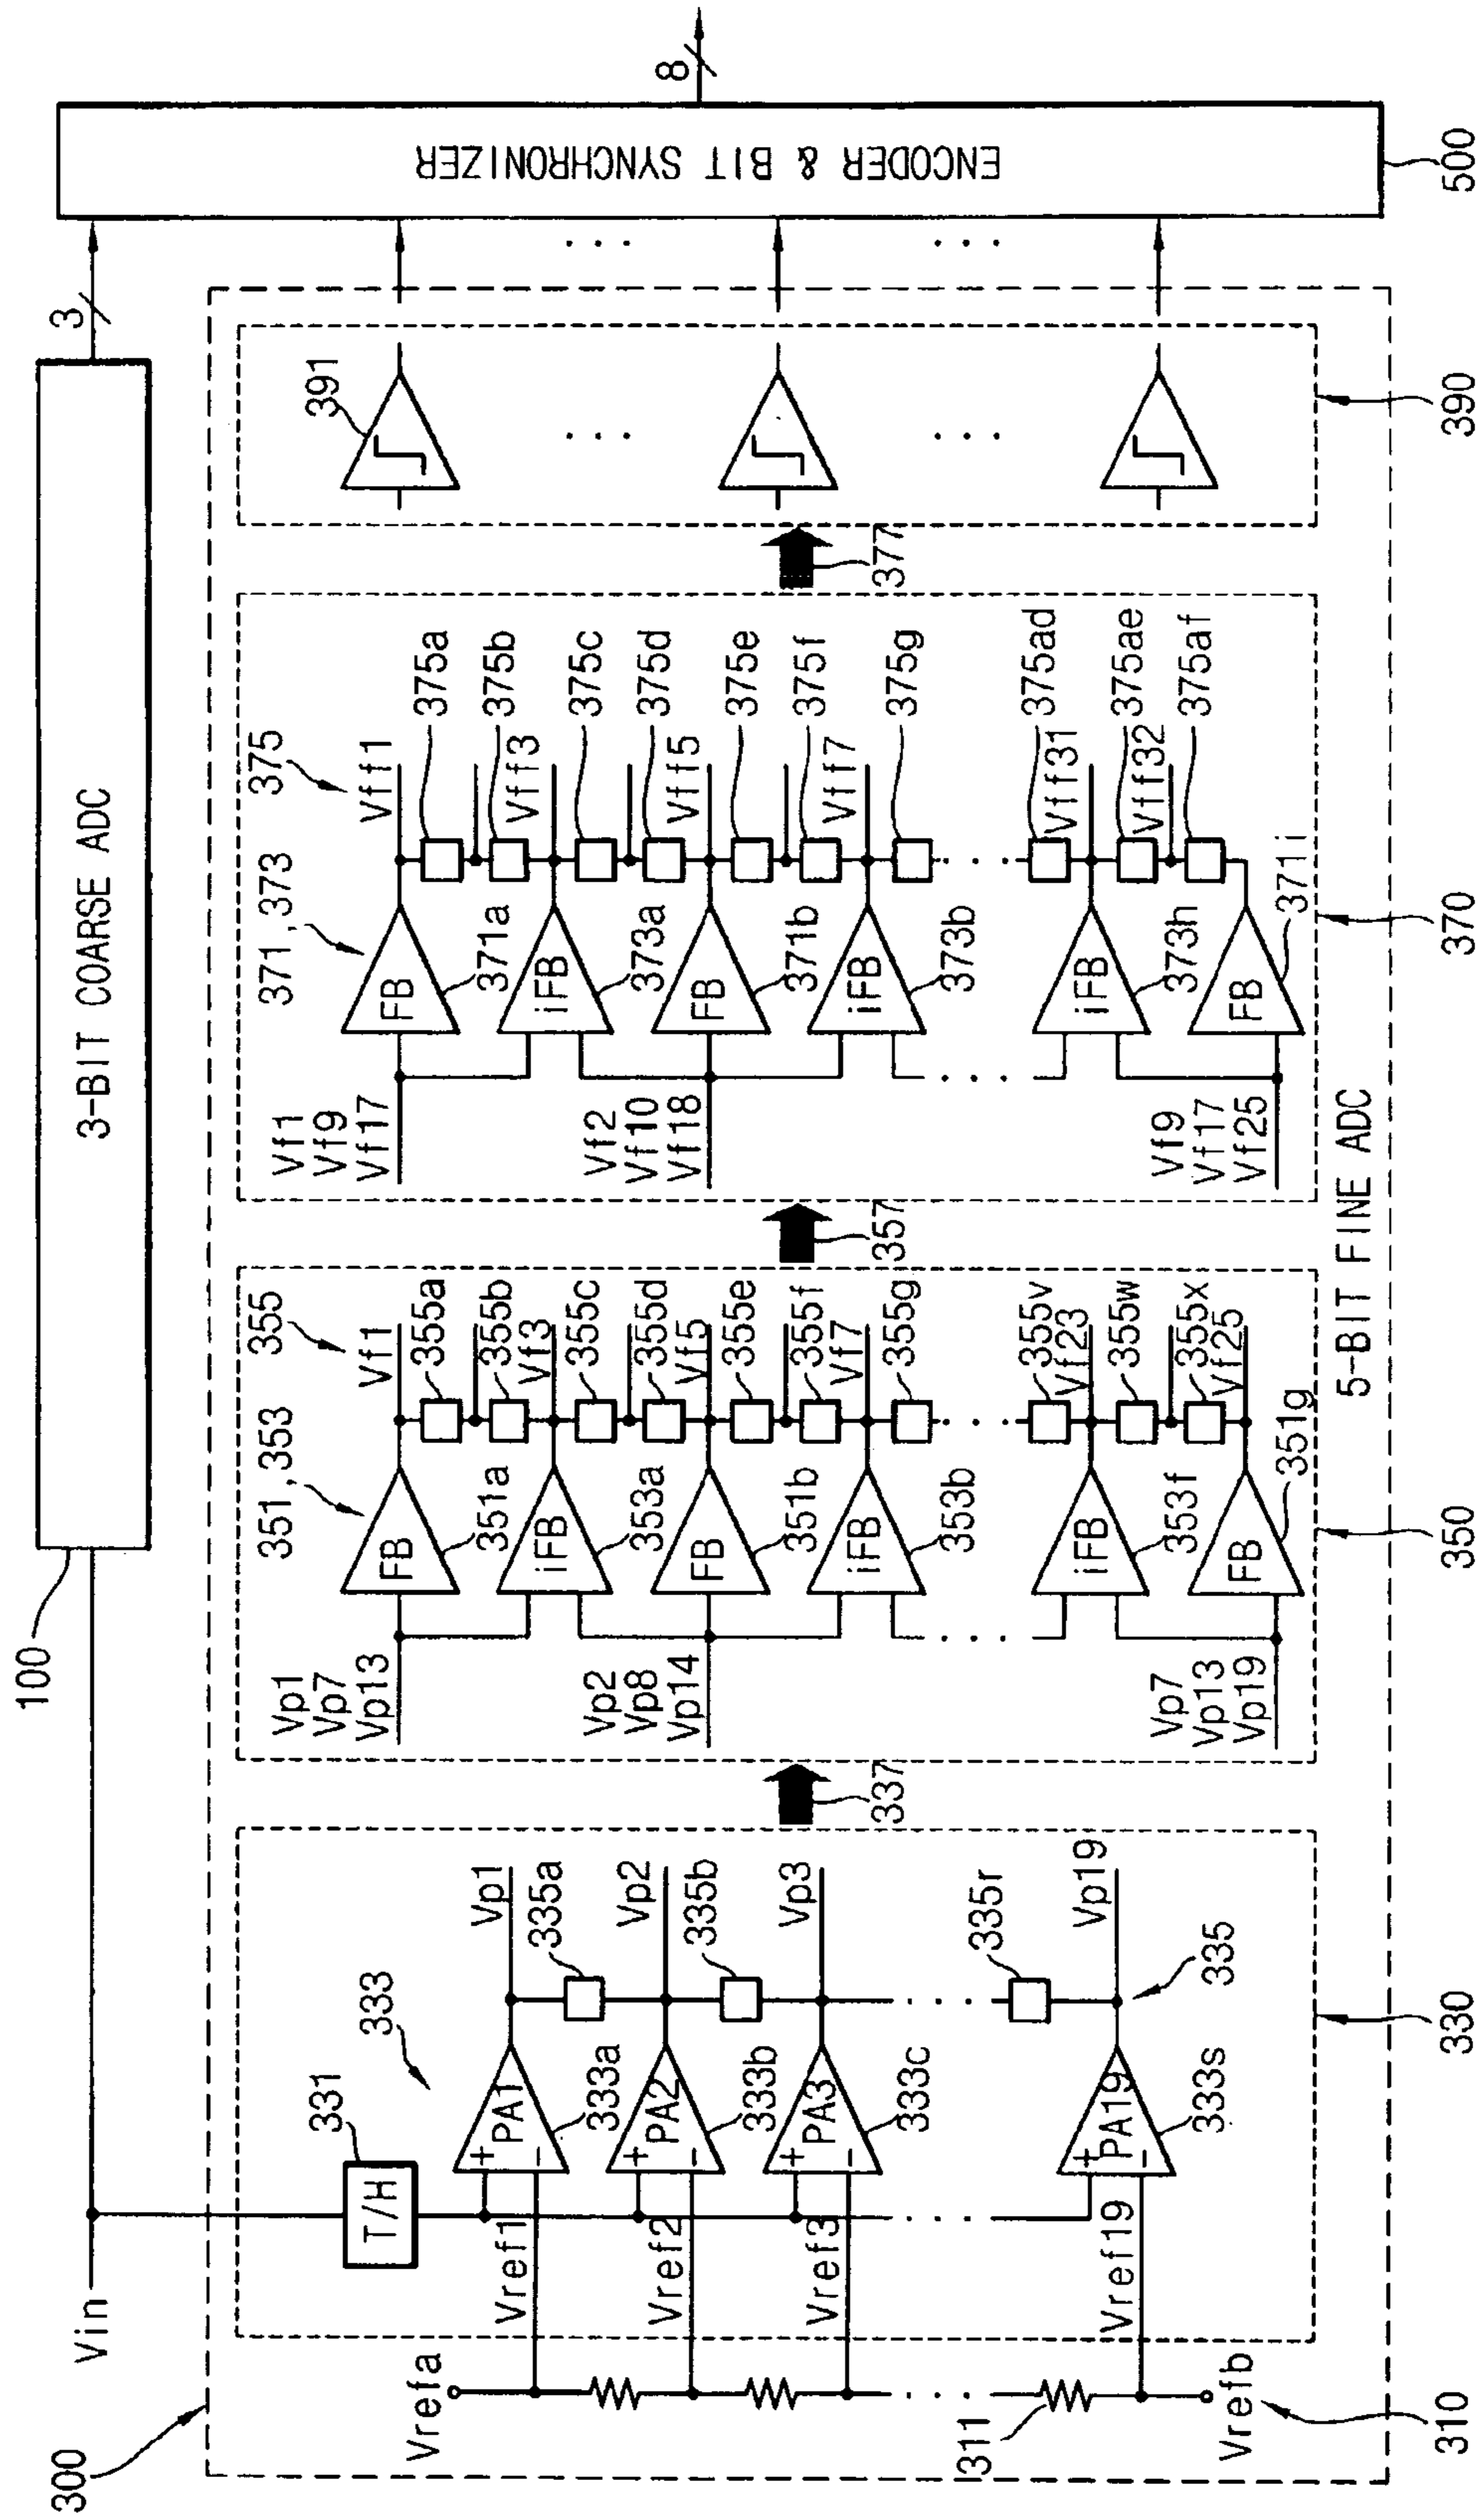 100
3-BIT COARSE ADC
3
Vin
300
8
ENCODER & BIT SYNCHRONIZER
500
Vrefa
311
Vrefb
310
331
T/H
333
Vref1
+
-
PA1
333a
Vp1
335a
Vref2
+
-
PA2
333b
Vp2
335b
Vref3
+
-
PA3
333c
Vp3
335r
Vref19
+
-
PA19
333s
Vp19
335
330
337
351,353
355
Vp1
Vp7
Vp13
FB
351a
Vf1
355a
355b
iFB
353a
Vf3
355c
355d
Vp2
Vp8
Vp14
FB
351b
Vf5
355e
355f
iFB
353b
Vf7
355g
355v
iFB
353f
Vf23
355w
355x
Vp7
Vp13
Vp19
FB
351g
Vf25
350
357
371,373
375
Vf1
Vf9
Vf17
FB
371a
Vff1
375a
375b
iFB
373a
Vff3
375c
375d
Vf2
Vf10
Vf18
FB
371b
Vff5
375e
375f
iFB
373b
Vff7
375g
375ad
iFB
373h
Vff31
375ae
Vff32
375af
Vf9
Vf17
Vf25
FB
371i
370
377
391
390
5-BIT FINE ADC